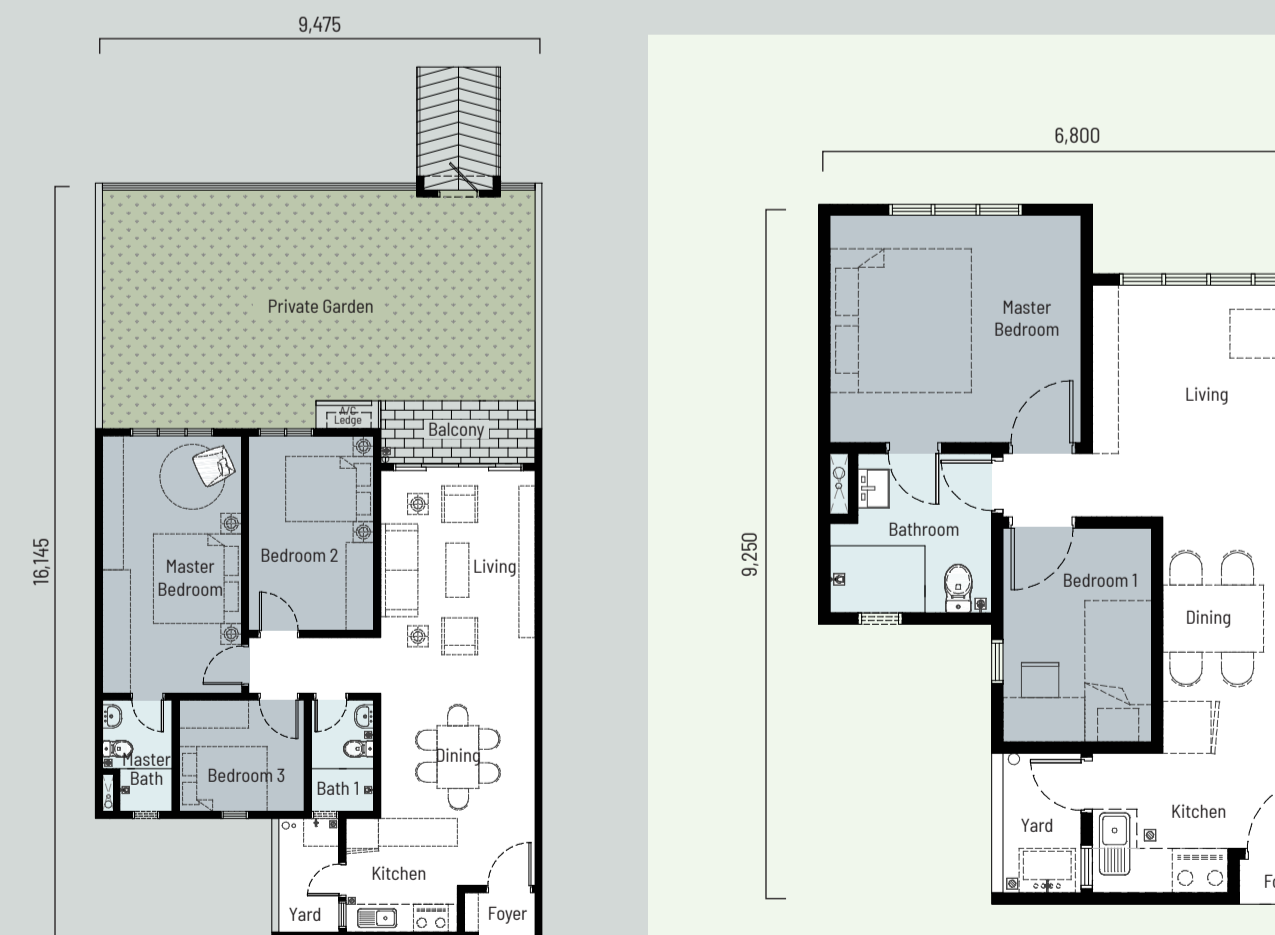 9,475
16,145
Private Garden
A/C
Ledge
Balcony
Master
Bedroom
Bedroom 2
Living
Master
Bath
Bedroom 3
Bath 1
Dining
Kitchen
Yard
Foyer
6,800
9,250
Master
Bedroom
Living
Bathroom
Bedroom 1
Dining
Kitchen
Yard